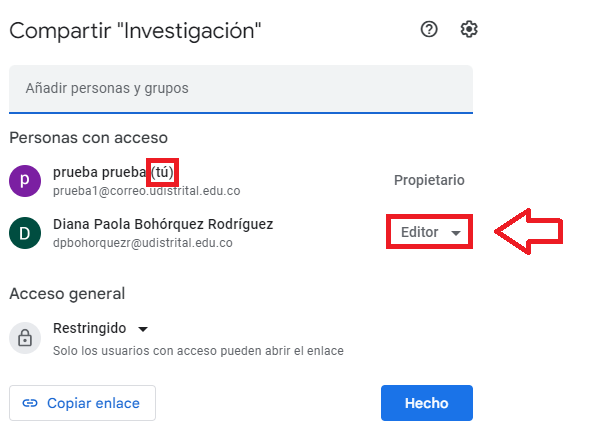 Compartir "Investigación"
Añadir personas y grupos
Personas con acceso
p
prueba prueba (tú)
prueba1@correo.udistrital.edu.co
Propietario
D
Diana Paola Bohórquez Rodríguez
dpbohorquezr@udistrital.edu.co
Editor
Acceso general
Restringido
Solo los usuarios con acceso pueden abrir el enlace
Copiar enlace
Hecho